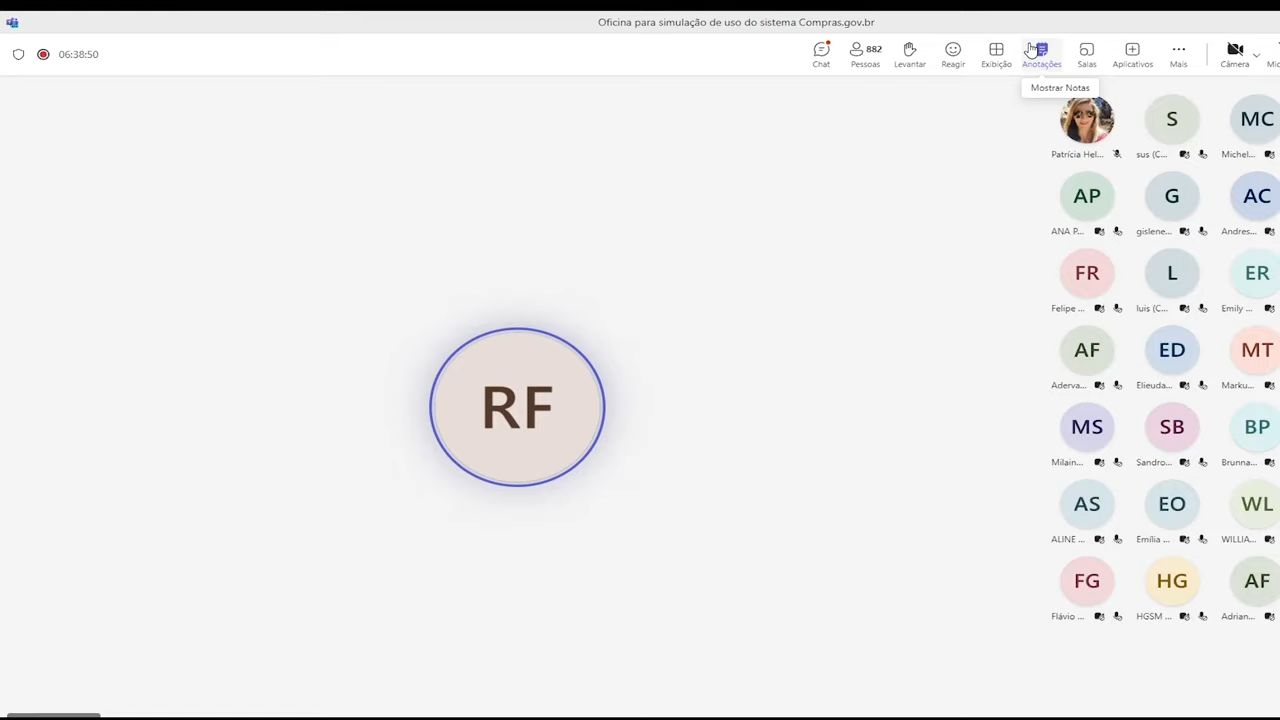 Oficina para simulação de uso do sistema Compras.gov.br
06:38:50
882
Chat
Pessoas
Levantar
Reagir
Exibição
Anotações
Salas
Aplicativos
Mais
Câmera
Mic
Mostrar Notas
S
MC
Patrícia Hel...
sus (C...
Michel...
AP
G
AC
ANA P...
gislene...
Andres...
FR
L
ER
Felipe ...
luis (C...
Emily ...
AF
ED
MT
Aderva...
Elieuda...
Marku...
RF
MS
SB
BP
Milain...
Sandro...
Brunna...
AS
EO
WL
ALINE ...
Emília ...
WILLIA...
FG
HG
AF
Flávio ...
HGSM ...
Adrian...